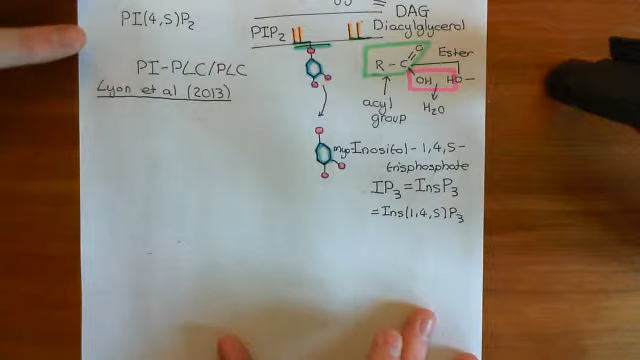 PI(4,5)P2
PI-PLC/PLC
Lyon et al (2013)
PIP2
DAG
Diacylglycerol
R - C
O
OH
HO-
Ester
H2O
acyl
group
myo Inositol-1,4,5-
trisphosphate
IP3 = InsP3
= Ins(1,4,5)P3